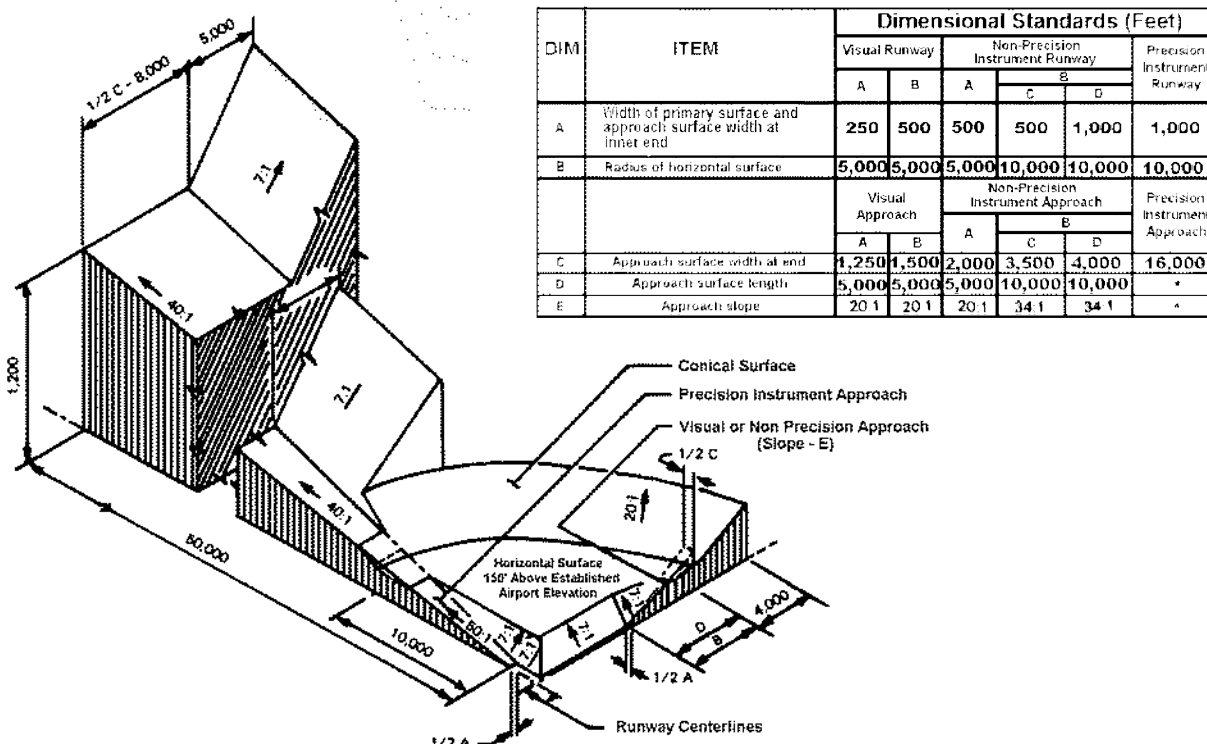 Dimensional Standards (Feet)
DIM
ITEM
Visual Runway
Non-Precision
Instrument Runway
Precision
Instrument
Runway
A
B
A
B
C
D
A
Width of primary surface and
approach surface width at
inner end
250
500
500
500
1,000
1,000
B
Radius of horizontal surface
5,000
5,000
5,000
10,000
10,000
10,000
Visual
Approach
Non-Precision
Instrument Approach
Precision
Instrument
Approach
A
B
A
B
C
D
C
Approach surface width at end
1,250
1,500
2,000
3,500
4,000
16,000
D
Approach surface length
5,000
5,000
5,000
10,000
10,000
*
E
Approach slope
20:1
20:1
20:1
34:1
34:1
*
5,000
1/2 C - 8,000
7:1
40:1
1,200
7:1
Conical Surface
Precision Instrument Approach
Visual or Non Precision Approach
(Slope - E)
1/2 C
40:1
20:1
Horizontal Surface
150' Above Established
Airport Elevation
50:1
7:1
7:1
7:1
7:1
10,000
D
B
4,000
1/2 A
Runway Centerlines
1/2 A